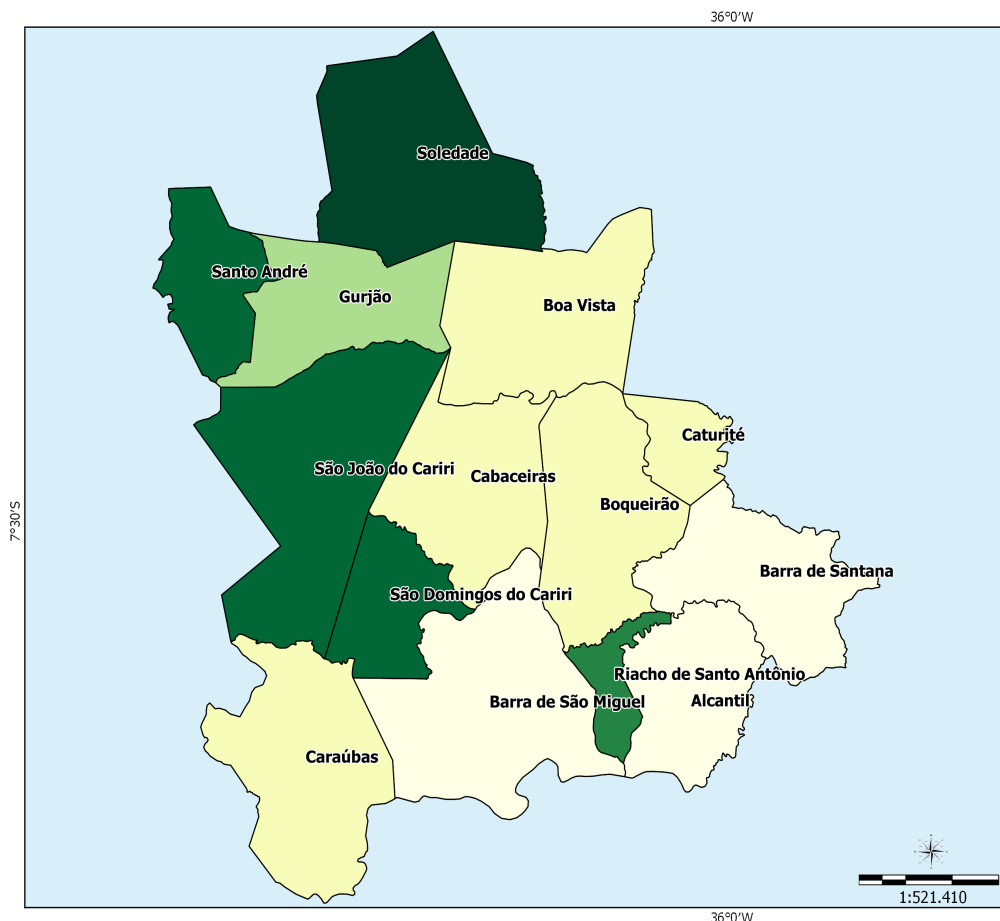 36°0'W
Soledade
Santo André
Gurjão
Boa Vista
Caturité
São João do Cariri
Cabaceiras
Boqueirão
7°30'S
Barra de Santana
São Domingos do Cariri
Riacho de Santo Antônio
Barra de São Miguel
Alcantil
Caraúbas
1:521.410
36°0'W